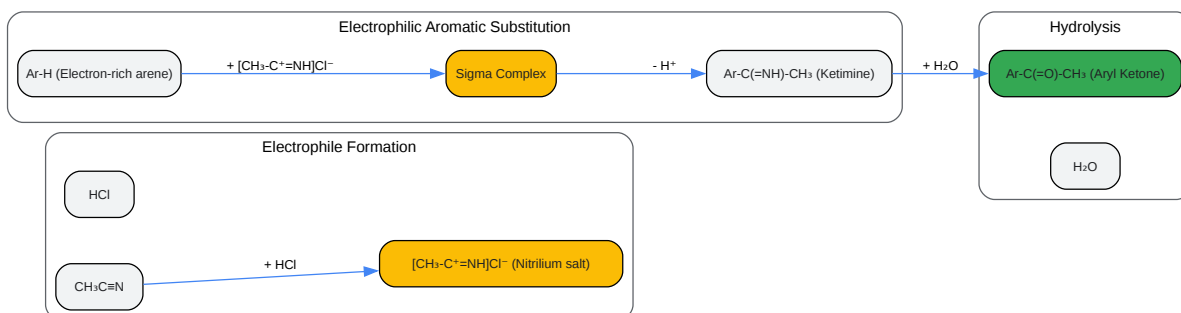 Electrophilic Aromatic Substitution
Ar-H (Electron-rich arene)
+ [CH₃-C⁺=NH]Cl⁻
Sigma Complex
- H⁺
Ar-C(=NH)-CH₃ (Ketimine)
+ H₂O
Hydrolysis
Ar-C(=O)-CH₃ (Aryl Ketone)
H₂O
Electrophile Formation
HCl
CH₃C≡N
+ HCl
[CH₃-C⁺=NH]Cl⁻ (Nitrilium salt)